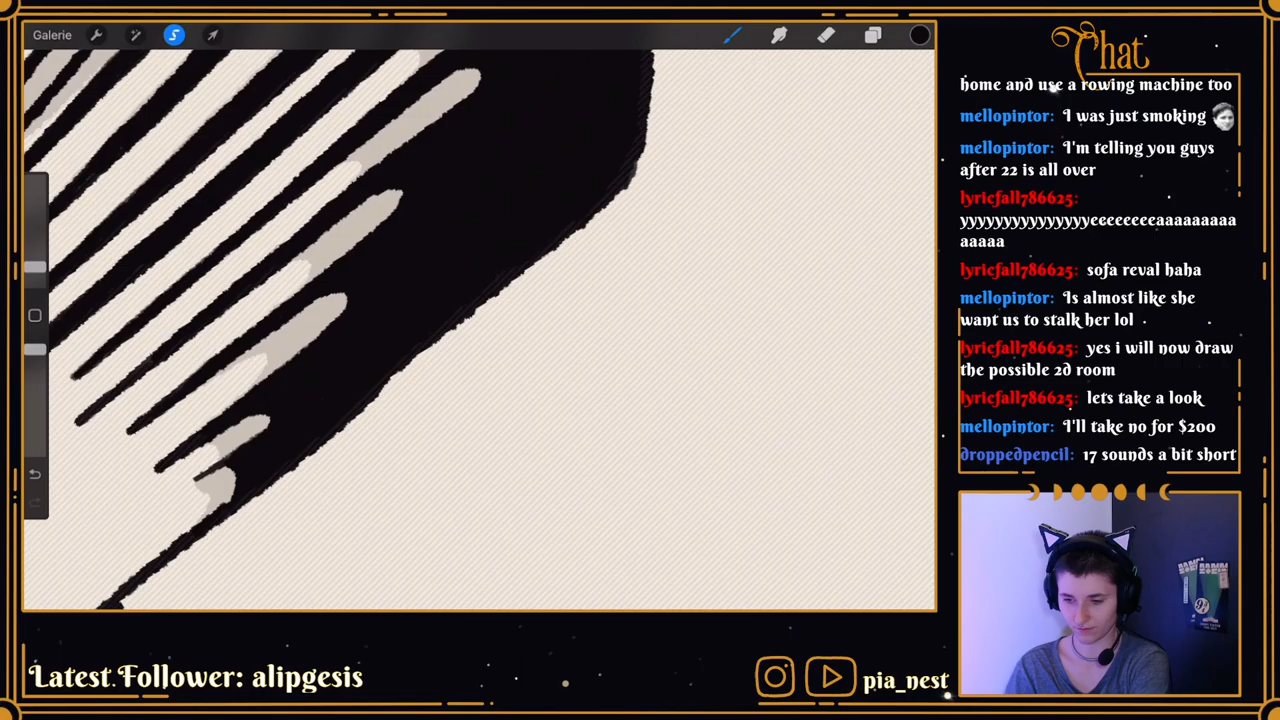 Galerie
Chat
home and use a rowing machine too
mellopintor: I was just smoking
mellopintor: I'm telling you guys
after 22 is all over
lyricfall786625:
yyyyyyyyyyyyyyyeeeeeeeeaaaaaaaaa
aaaaa
lyricfall786625: sofa reval haha
mellopintor: Is almost like she
want us to stalk her lol
lyricfall786625: yes i will now draw
the possible 2d room
lyricfall786625: lets take a look
mellopintor: I'll take no for $200
droppedpencil: 17 sounds a bit short
Latest Follower: alipgesis
pia_nest